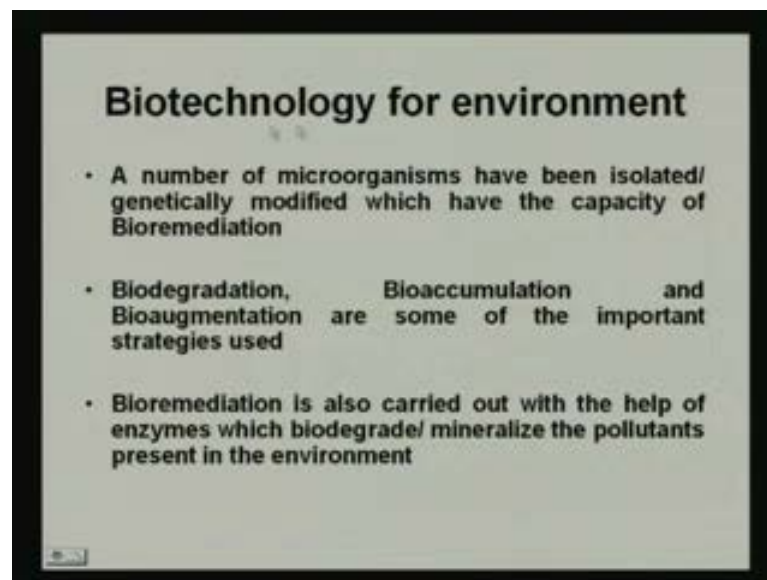 Biotechnology for environment
• A number of microorganisms have been isolated/
genetically modified which have the capacity of
Bioremediation
• Biodegradation, Bioaccumulation and
Bioaugmentation are some of the important
strategies used
• Bioremediation is also carried out with the help of
enzymes which biodegrade/ mineralize the pollutants
present in the environment